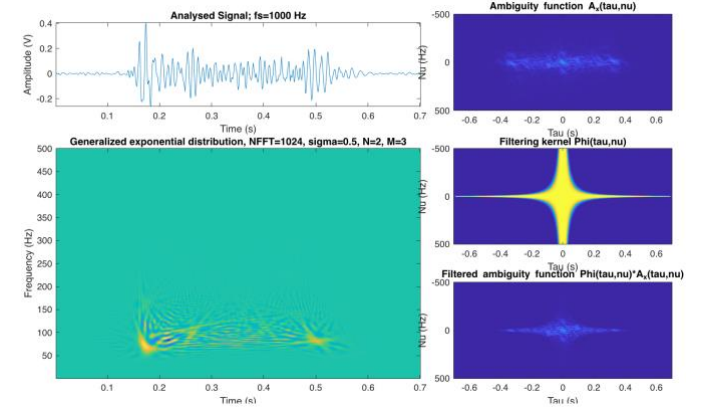 Analysed Signal; fs=1000 Hz
Amplitude (V)
0.4
0.2
0
-0.2
0.1 0.2 0.3 0.4 0.5 0.6 0.7
Time (s)
Generalized exponential distribution, NFFT=1024, sigma=0.5, N=2, M=3
Frequency (Hz)
500
450
400
350
300
250
200
150
100
50
0.1 0.2 0.3 0.4 0.5 0.6 0.7
Time (s)
Ambiguity function Ax(tau,nu)
Nu (Hz)
-500
0
500
-0.6 -0.4 -0.2 0 0.2 0.4 0.6
Tau (s)
Filtering kernel Phi(tau,nu)
Nu (Hz)
-500
0
500
-0.6 -0.4 -0.2 0 0.2 0.4 0.6
Tau (s)
Filtered ambiguity function Phi(tau,nu)*Ax(tau,nu)
Nu (Hz)
0
500
-0.6 -0.4 -0.2 0 0.2 0.4 0.6
Tau (s)